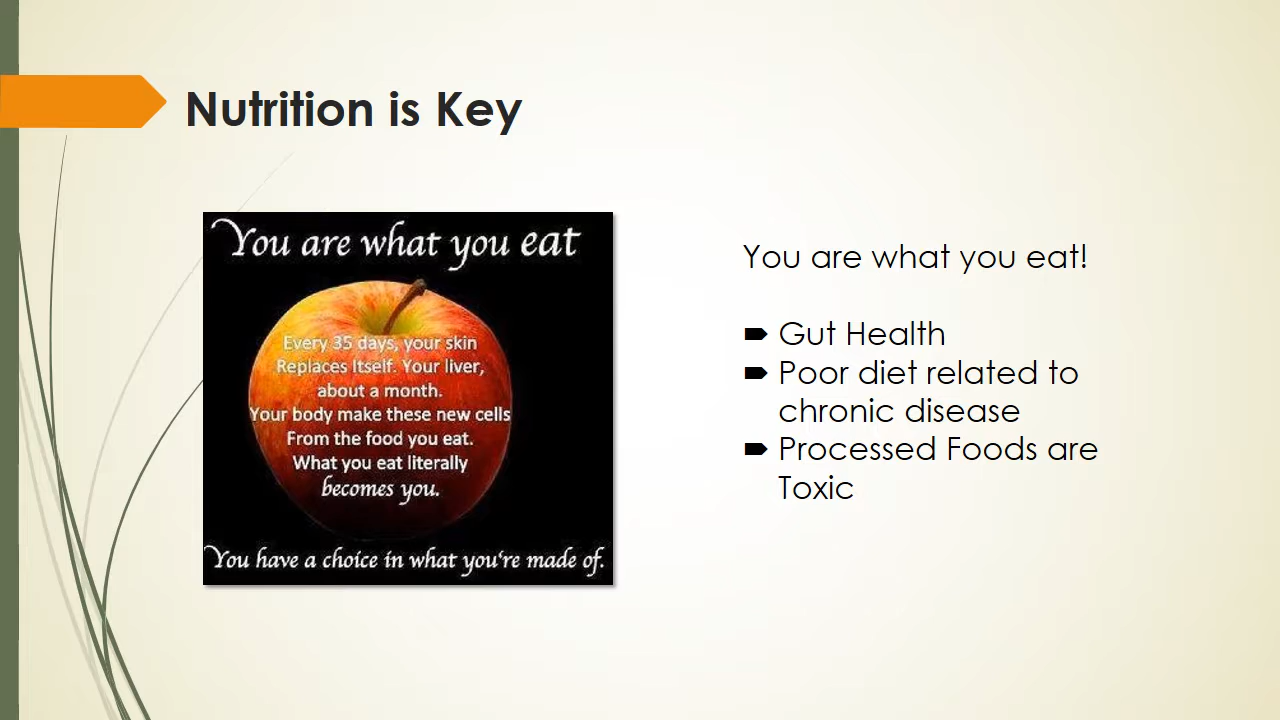 Nutrition is Key
You are what you eat
Every 35 days, your skin
Replaces Itself. Your liver,
about a month.
Your body make these new cells
From the food you eat.
What you eat literally
becomes you.
You have a choice in what you're made of.
You are what you eat!
Gut Health
Poor diet related to
chronic disease
Processed Foods are
Toxic